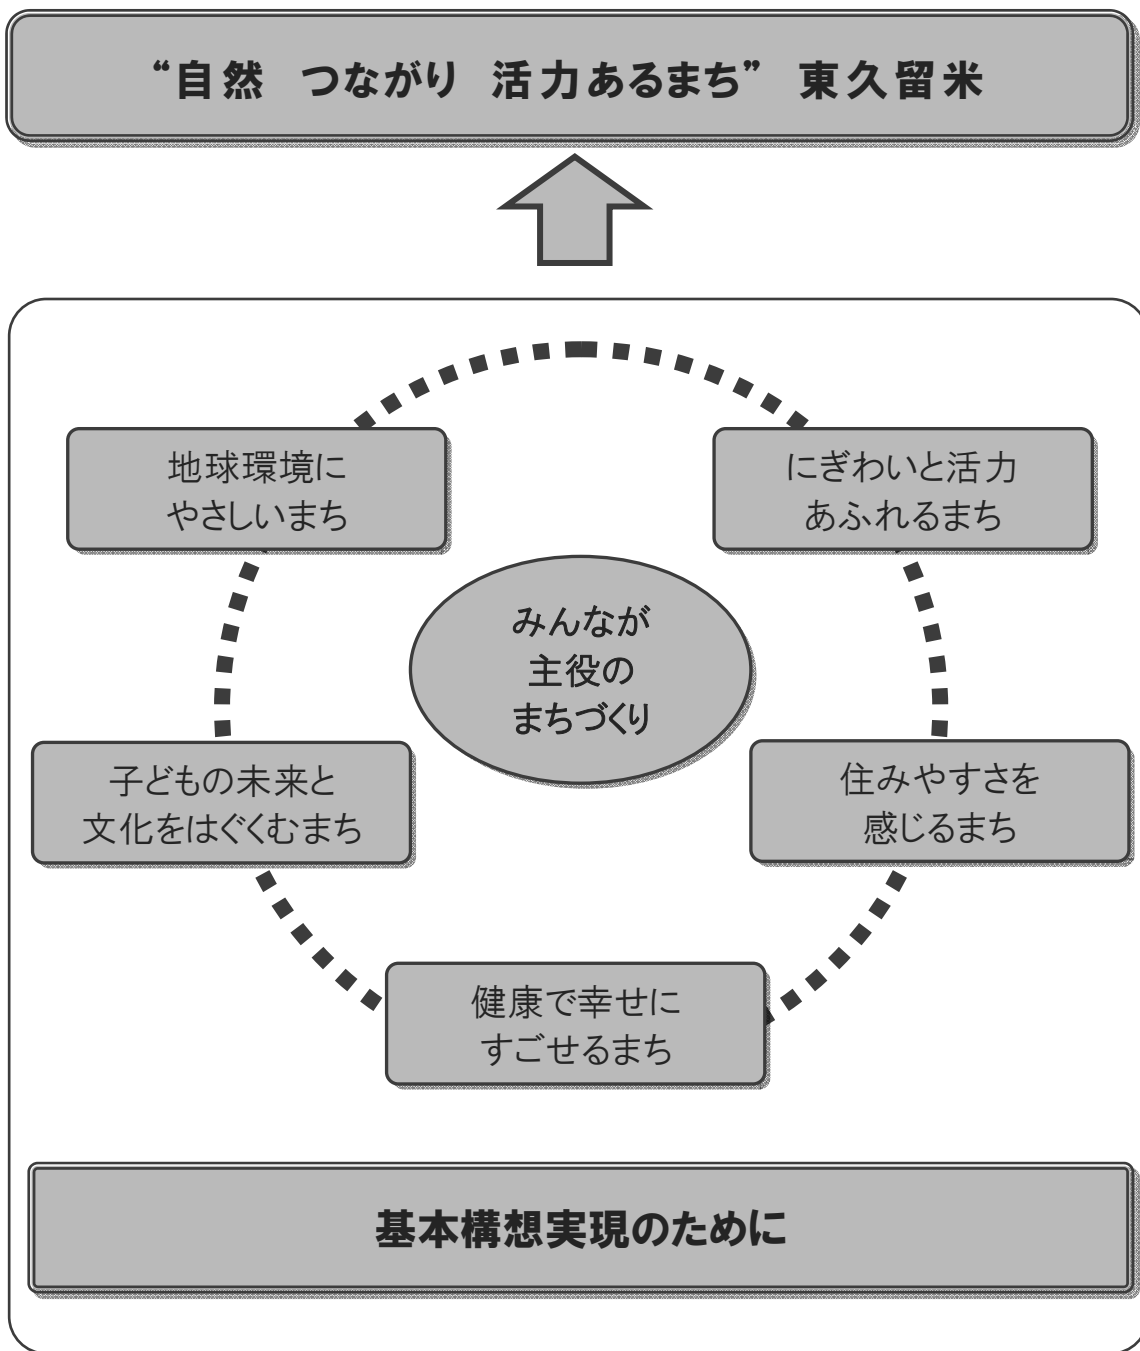 “自然　つながり　活力あるまち”　東久留米
地球環境に
やさしいまち
にぎわいと活力
あふれるまち
みんなが
主役の
まちづくり
子どもの未来と
文化をはぐくむまち
住みやすさを
感じるまち
健康で幸せに
すごせるまち
基本構想実現のために